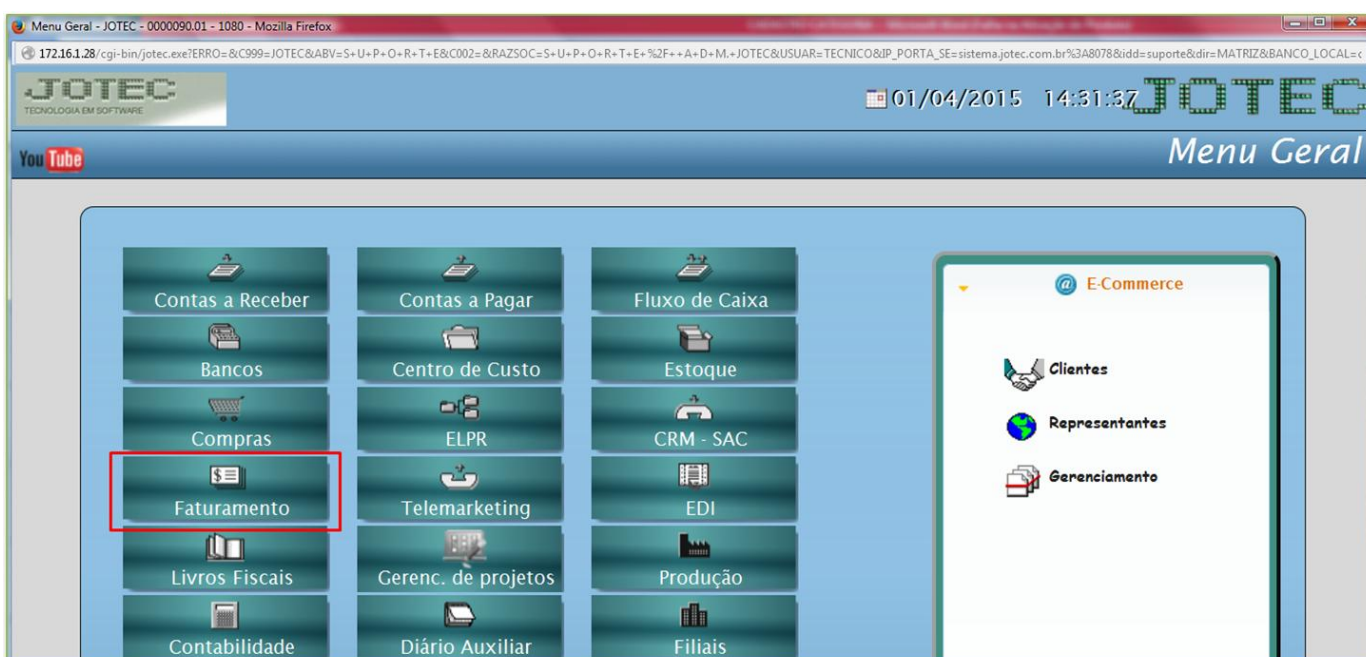 Menu Geral - JOTEC - 0000090.01 - 1080 - Mozilla Firefox
172.16.1.28/cgi-bin/jotec.exe?ERRO=&C999=JOTEC&ABV=S+U+P+O+R+T+E&C002=&RAZSOC=S+U+P+O+R+T+E+%2F++A+D+M.+JOTEC&USUAR=TECNICO&IP_PORTA_SE=sistema.jotec.com.br%3A8078&idd=suporte&dir=MATRIZ&BANCO_LOCAL=c
JOTEC
TECNOLOGIA EM SOFTWARE
01/04/2015 14:31:37
JOTEC
YouTube
Menu Geral
Contas a Receber
Contas a Pagar
Fluxo de Caixa
Bancos
Centro de Custo
Estoque
Compras
ELPR
CRM - SAC
Faturamento
Telemarketing
EDI
Livros Fiscais
Gerenc. de projetos
Produção
Contabilidade
Diário Auxiliar
Filiais
E-Commerce
Clientes
Representantes
Gerenciamento